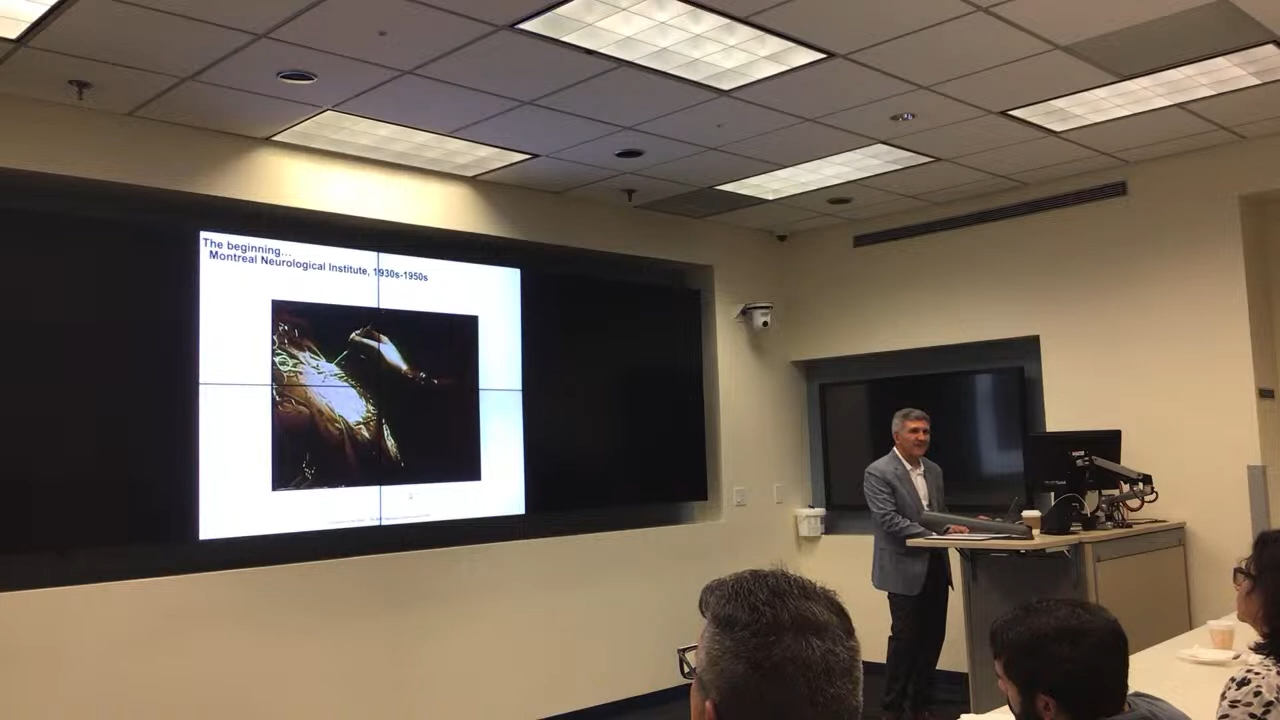 The beginning…
Montreal Neurological Institute, 1930s-1950s